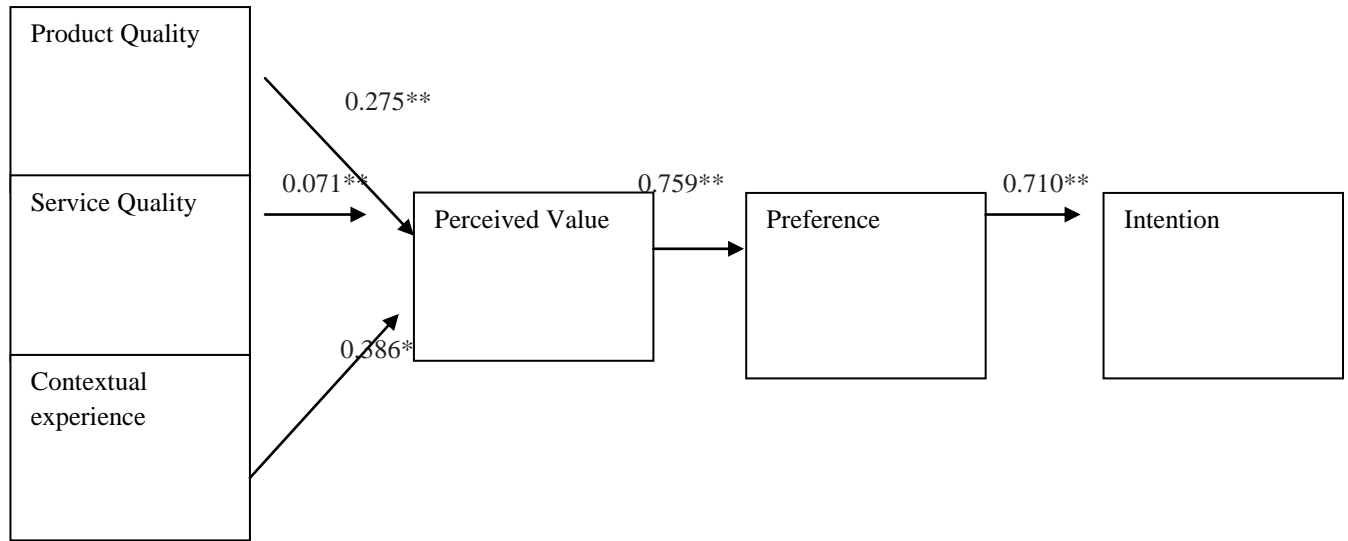 Product Quality
0.275**
Service Quality
0.071**
Perceived Value
0.759**
Preference
0.710**
Intention
Contextual
experience
0.386*